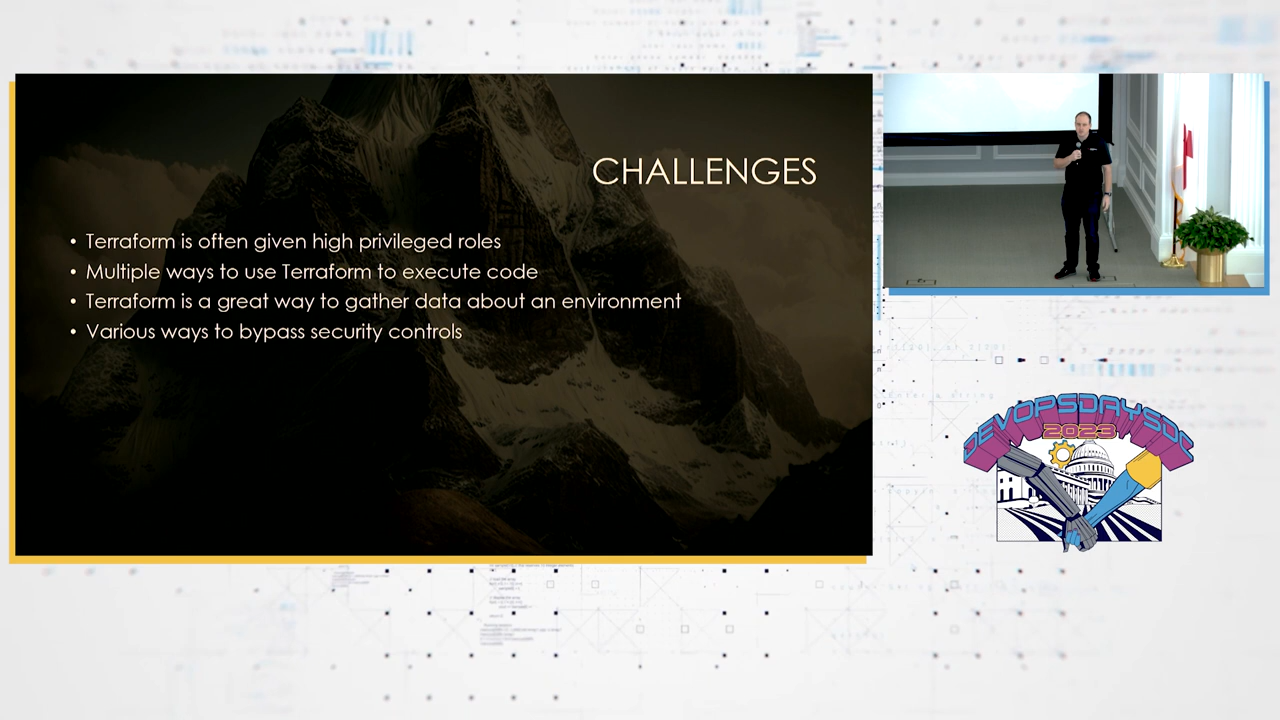 CHALLENGES
• Terraform is often given high privileged roles
• Multiple ways to use Terraform to execute code
• Terraform is a great way to gather data about an environment
• Various ways to bypass security controls
DEVOPSDAYSDC
2023